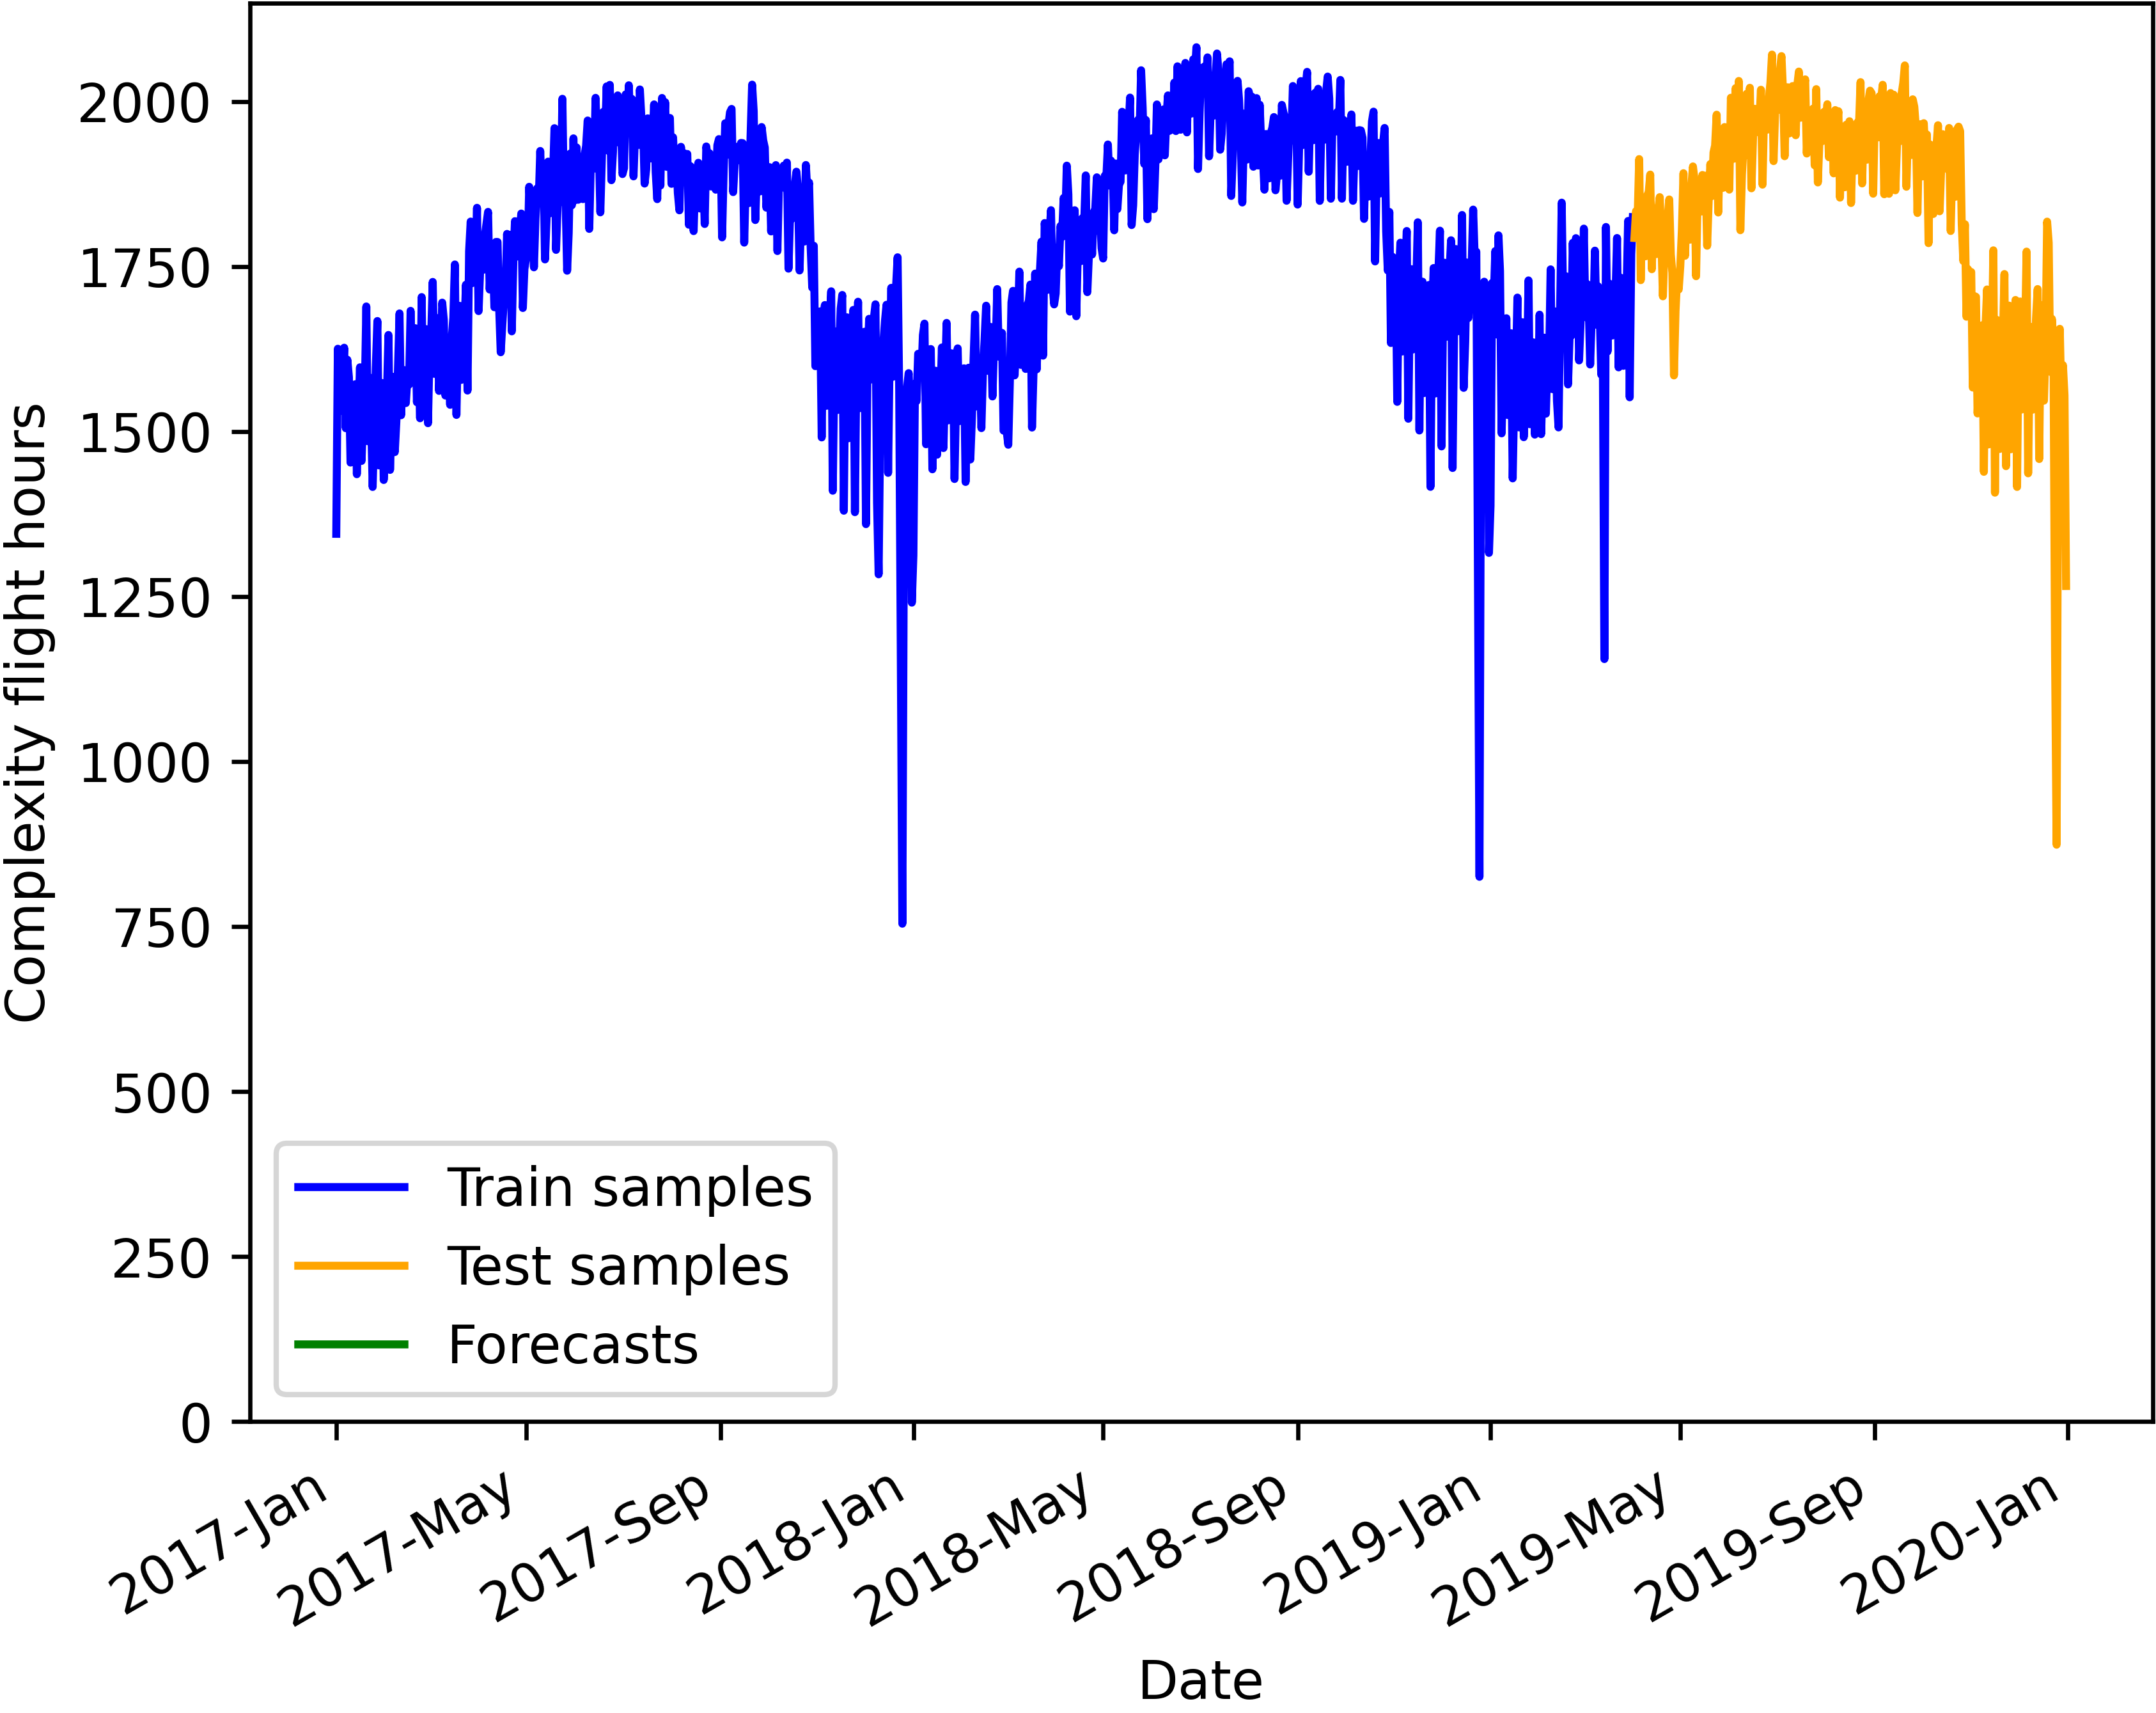 Complexity flight hours
2000
1750
1500
1250
1000
750
500
250
0
Train samples
Test samples
Forecasts
2017-Jan
2017-May
2017-Sep
2018-Jan
2018-May
2018-Sep
2019-Jan
2019-May
2019-Sep
2020-Jan
Date